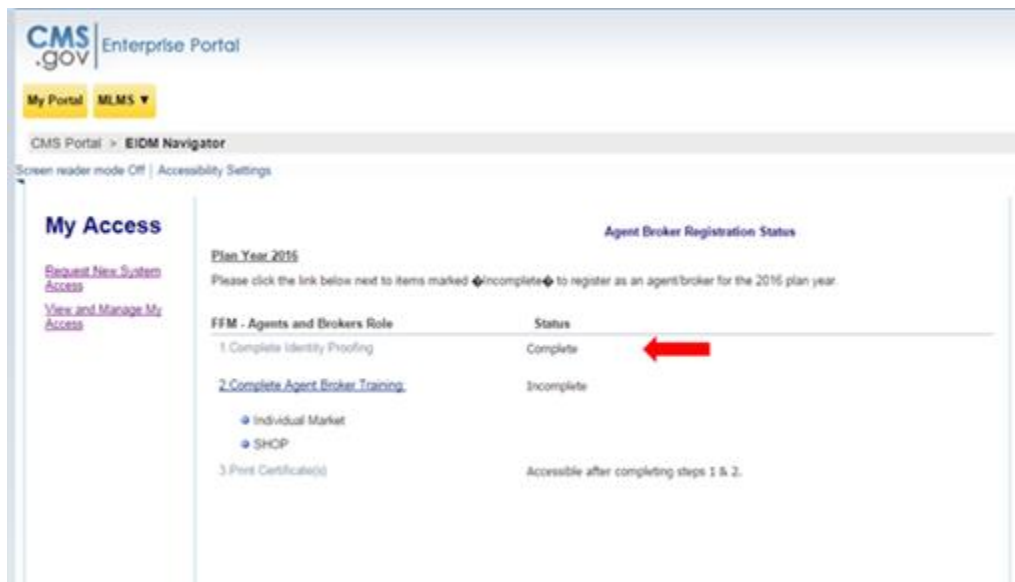 CMS
.gov
Enterprise Portal
My Portal MLMS ▼
CMS Portal > EIDM Navigator
Screen reader mode Off | Accessibility Settings
My Access
Request New System
Access
View and Manage My
Access
Agent Broker Registration Status
Plan Year 2016
Please click the link below next to items marked �Incomplete� to register as an agent/broker for the 2016 plan year.
FFM - Agents and Brokers Role Status
1.Complete Identity Proofing Complete
2.Complete Agent Broker Training Incomplete
Individual Market
SHOP
3.Print Certificate(s) Accessible after completing steps 1 & 2.